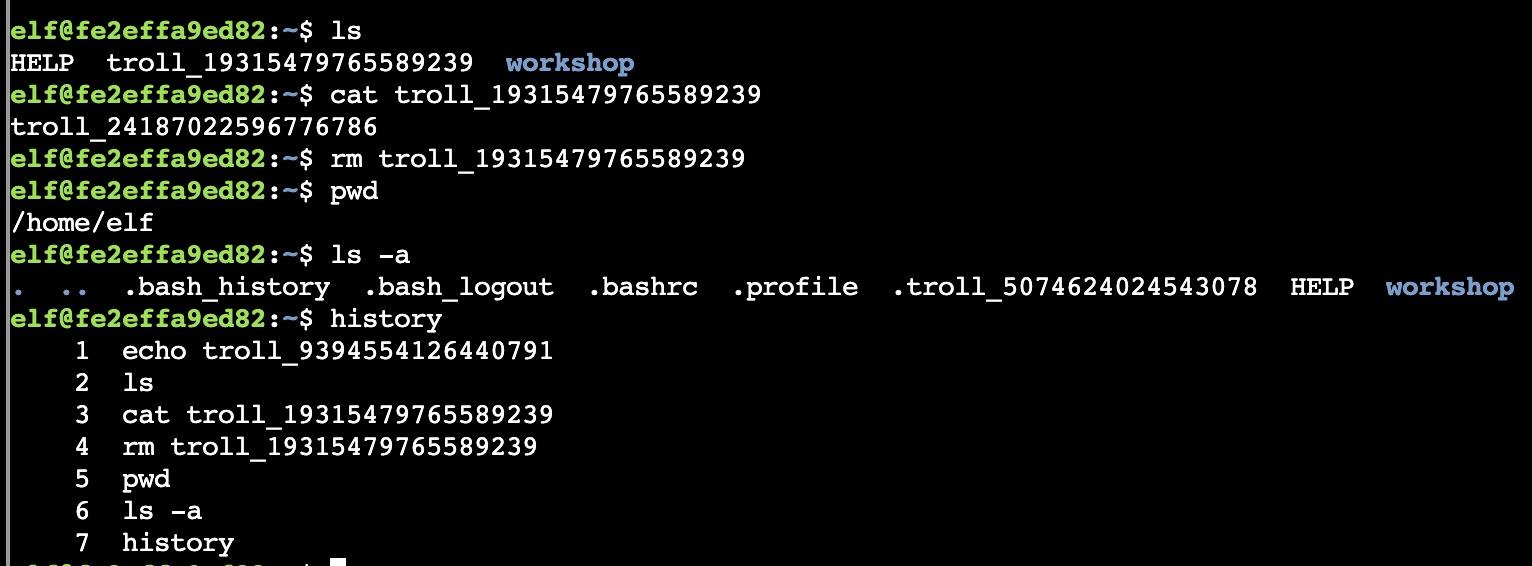 elf@fe2effa9ed82:~$ ls
HELP  troll_19315479765589239  workshop
elf@fe2effa9ed82:~$ cat troll_19315479765589239
troll_24187022596776786
elf@fe2effa9ed82:~$ rm troll_19315479765589239
elf@fe2effa9ed82:~$ pwd
/home/elf
elf@fe2effa9ed82:~$ ls -a
.  ..  .bash_history  .bash_logout  .bashrc  .profile  .troll_5074624024543078  HELP  workshop
elf@fe2effa9ed82:~$ history
    1  echo troll_9394554126440791
    2  ls
    3  cat troll_19315479765589239
    4  rm troll_19315479765589239
    5  pwd
    6  ls -a
    7  history